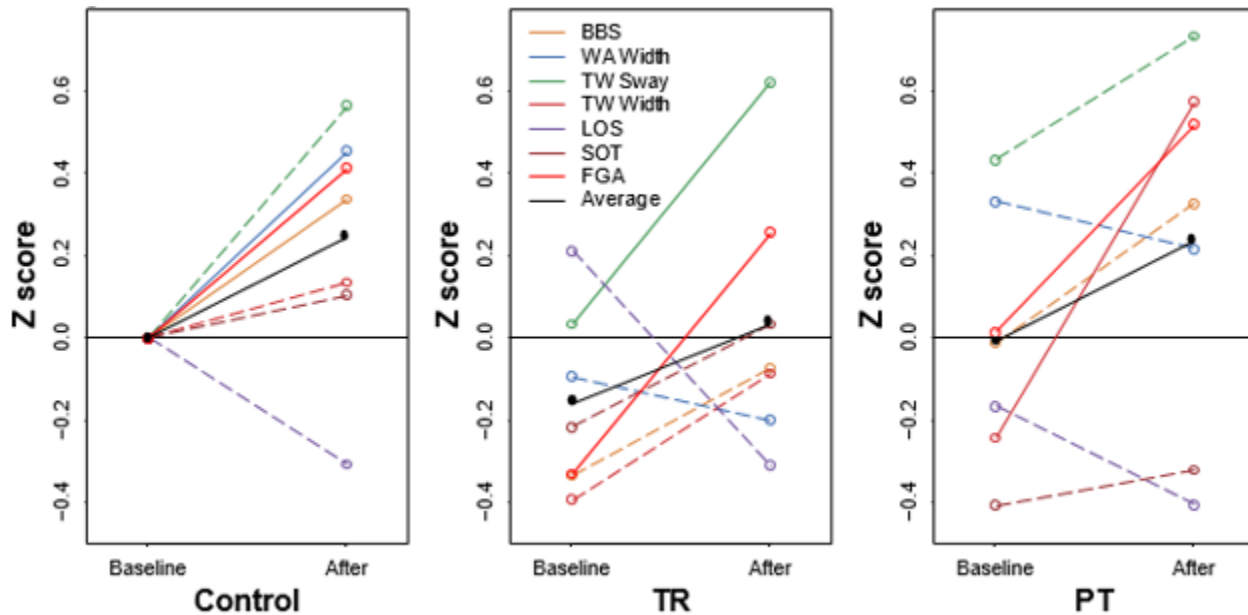 Z score
0.6
0.4
0.2
0.0
−0.2
−0.4
Baseline
After
Control
Z score
0.6
0.4
0.2
0.0
−0.2
−0.4
BBS
WA Width
TW Sway
TW Width
LOS
SOT
FGA
Average
Baseline
After
TR
Z score
0.6
0.4
0.2
0.0
−0.2
−0.4
Baseline
After
PT